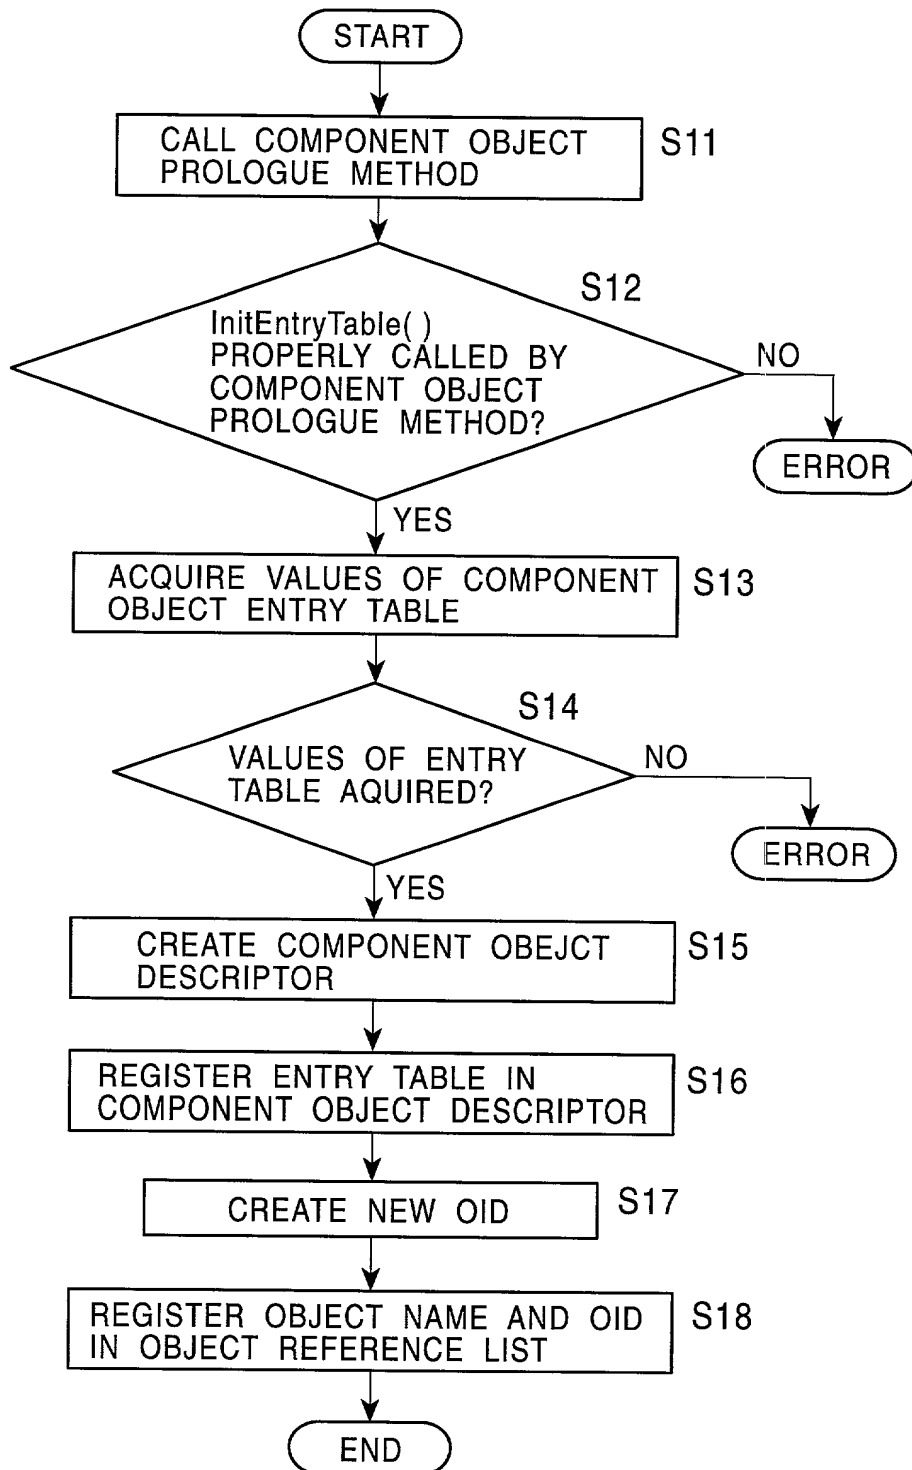 START
CALL COMPONENT OBJECT
PROLOGUE METHOD
S11
S12
InitEntryTable( )
PROPERLY CALLED BY
COMPONENT OBJECT
PROLOGUE METHOD?
NO
ERROR
YES
ACQUIRE VALUES OF COMPONENT
OBJECT ENTRY TABLE
S13
S14
VALUES OF ENTRY
TABLE AQUIRED?
NO
ERROR
YES
CREATE COMPONENT OBEJCT
DESCRIPTOR
S15
REGISTER ENTRY TABLE IN
COMPONENT OBJECT DESCRIPTOR
S16
CREATE NEW OID
S17
REGISTER OBJECT NAME AND OID
IN OBJECT REFERENCE LIST
S18
END